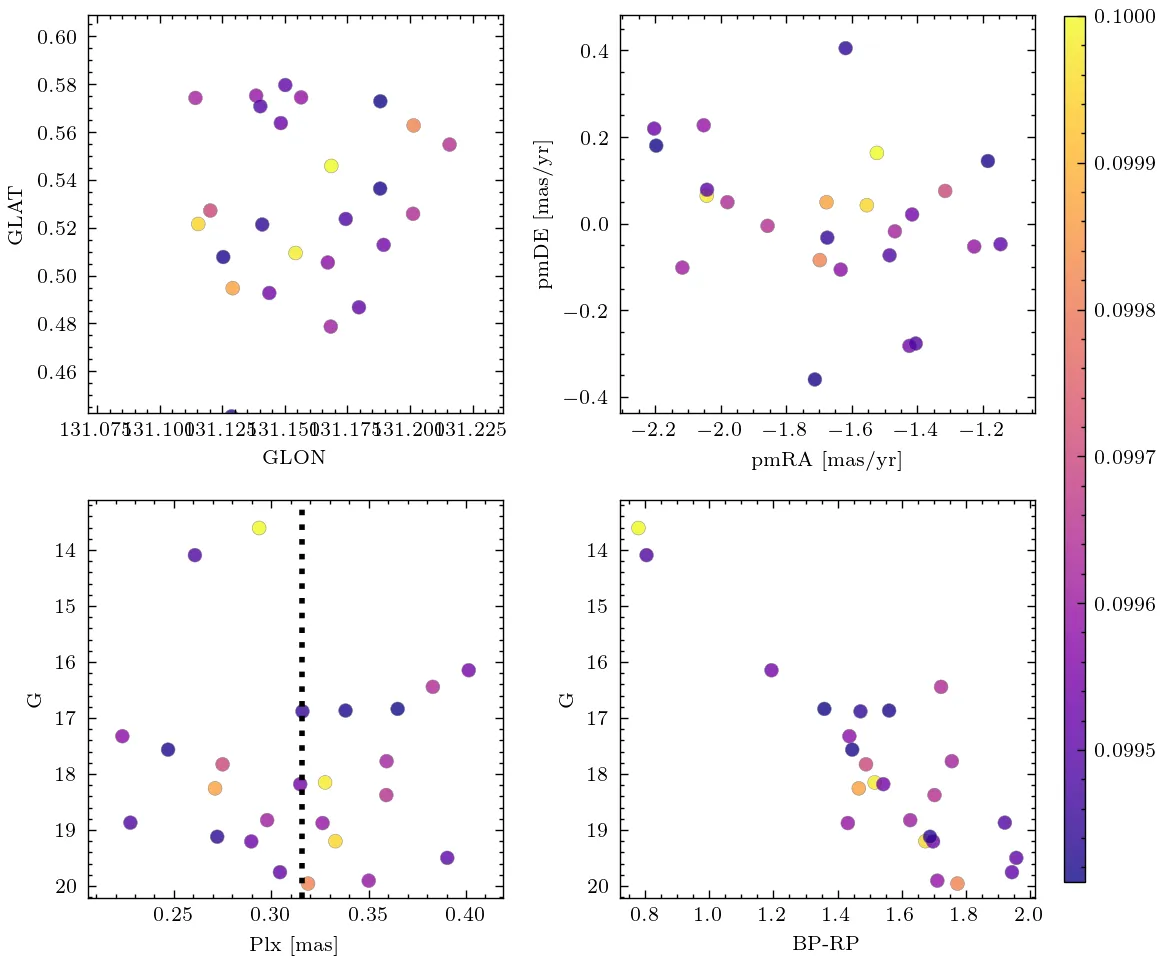 0.60
0.58
0.56
0.54
0.52
0.50
0.48
0.46
GLAT
131.075 131.100 131.125 131.150 131.175 131.200 131.225
GLON
0.4
0.2
0.0
−0.2
−0.4
pmDE [mas/yr]
−2.2 −2.0 −1.8 −1.6 −1.4 −1.2
pmRA [mas/yr]
14
15
16
17
18
19
20
G
0.25 0.30 0.35 0.40
Plx [mas]
14
15
16
17
18
19
20
G
0.8 1.0 1.2 1.4 1.6 1.8 2.0
BP-RP
0.1000
0.0999
0.0998
0.0997
0.0996
0.0995